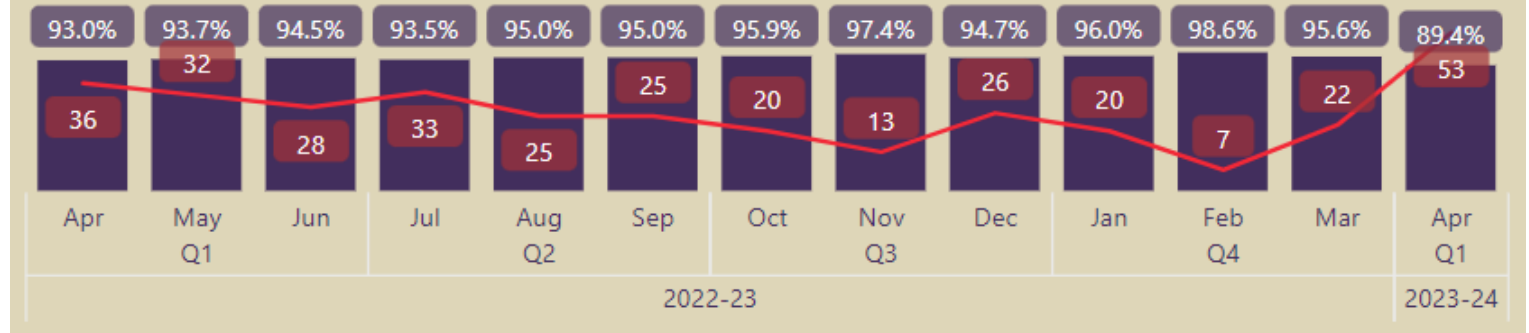 93.0% 93.7% 94.5% 93.5% 95.0% 95.0% 95.9% 97.4% 94.7% 96.0% 98.6% 95.6% 89.4%
36 32 28 33 25 25 20 13 26 20 7 22 53
Apr May Jun Jul Aug Sep Oct Nov Dec Jan Feb Mar Apr
Q1 Q2 Q3 Q4 Q1
2022-23 2023-24